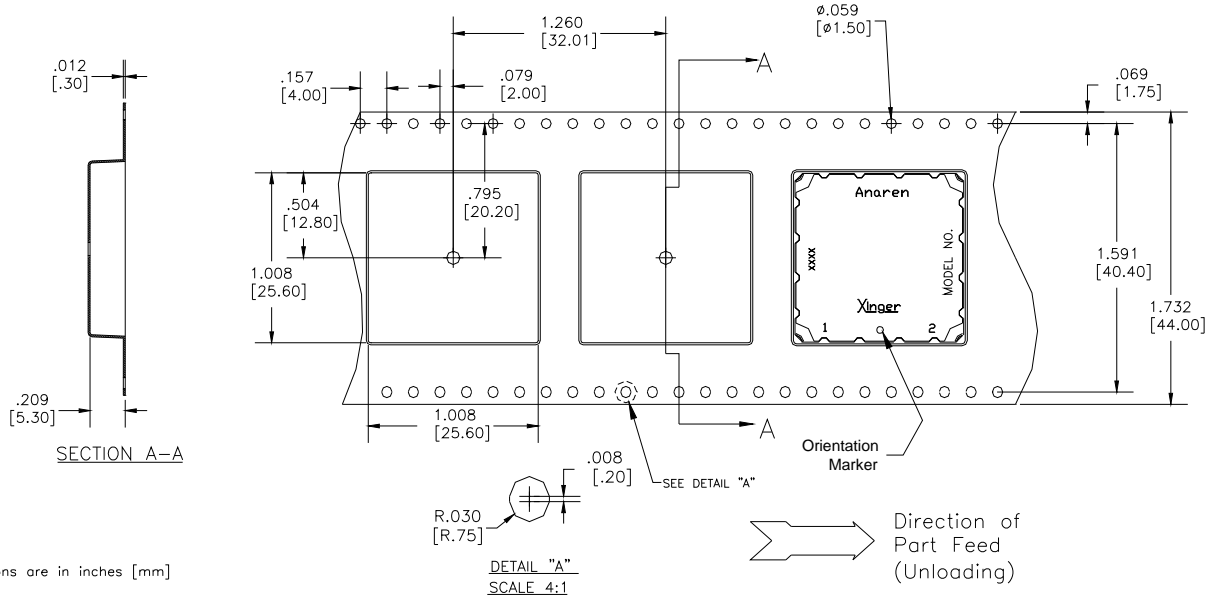 1.260
[32.01]
ø.059
[ø1.50]
A
.012
[.30]
.157
[4.00]
.079
[2.00]
.069
[1.75]
.795
[20.20]
.504
[12.80]
1.008
[25.60]
Anaren
xxxx
MODEL NO.
Xinger
1
2
1.591
[40.40]
1.732
[44.00]
.209
[5.30]
SECTION A-A
1.008
[25.60]
A
Orientation
Marker
.008
[.20]
SEE DETAIL "A"
R.030
[R.75]
DETAIL "A"
SCALE 4:1
Direction of
Part Feed
(Unloading)
are in inches [mm]